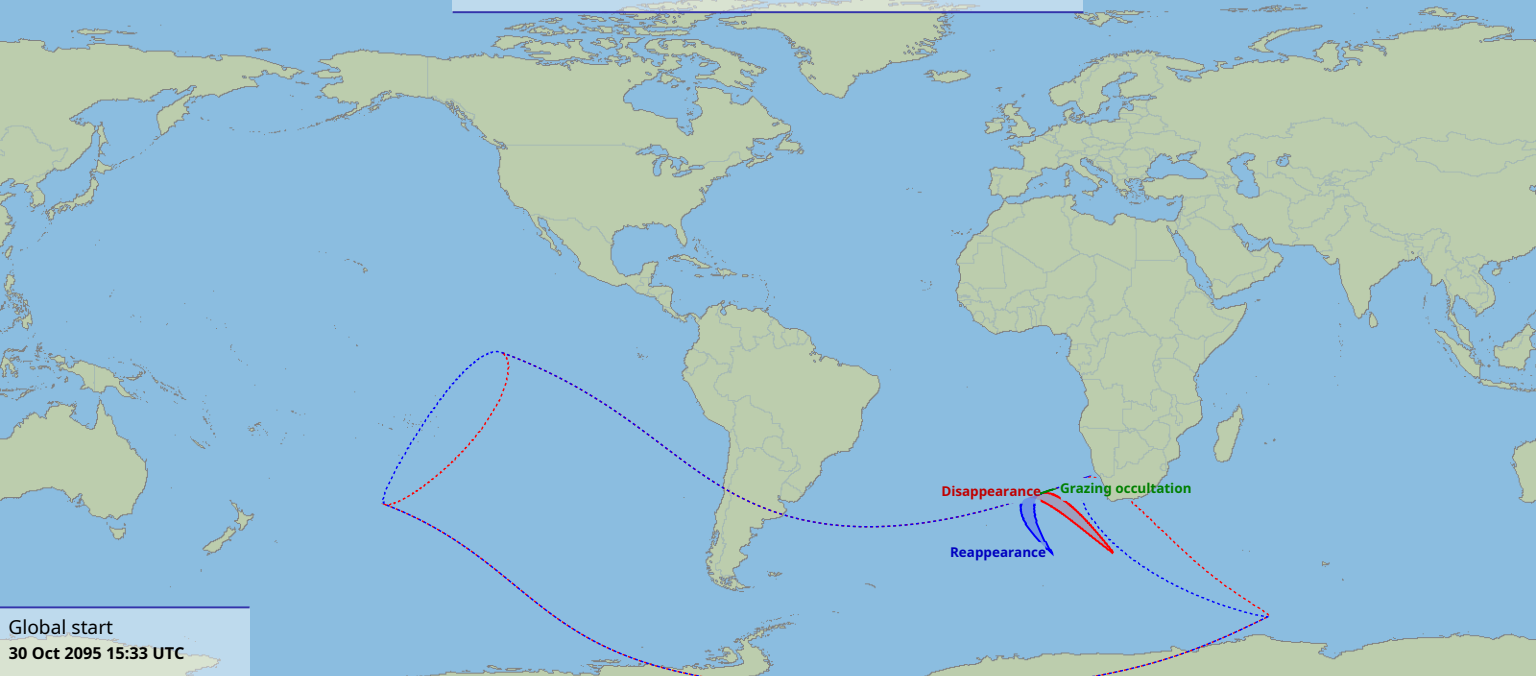 Disappearance
Grazing occultation
Reappearance
Global start
30 Oct 2095 15:33 UTC